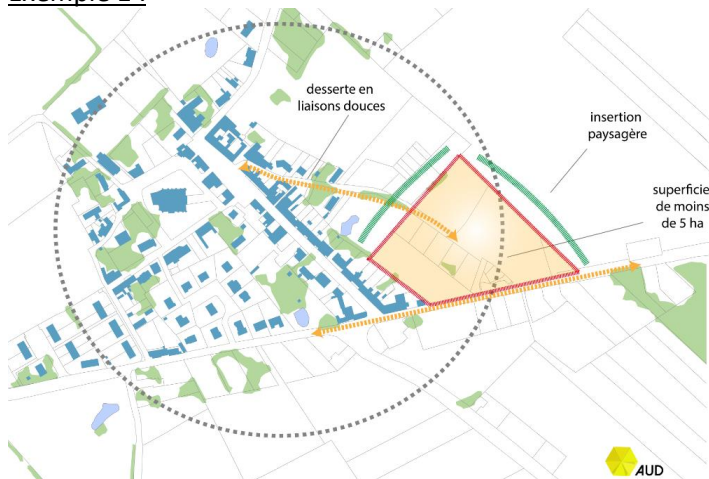 desserte en
liaisons douces
insertion
paysagère
superficie
de moins
de 5 ha
AUD